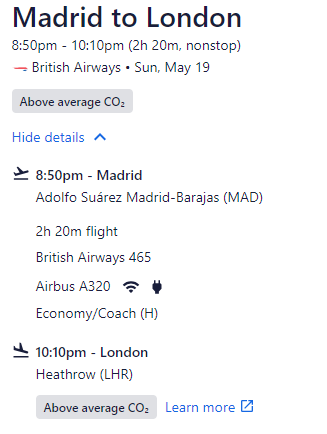 Madrid to London
8:50pm - 10:10pm (2h 20m, nonstop)
British Airways • Sun, May 19
Above average CO₂
Hide details
8:50pm - Madrid
Adolfo Suárez Madrid-Barajas (MAD)
2h 20m flight
British Airways 465
Airbus A320
Economy/Coach (H)
10:10pm - London
Heathrow (LHR)
Above average CO₂ Learn more